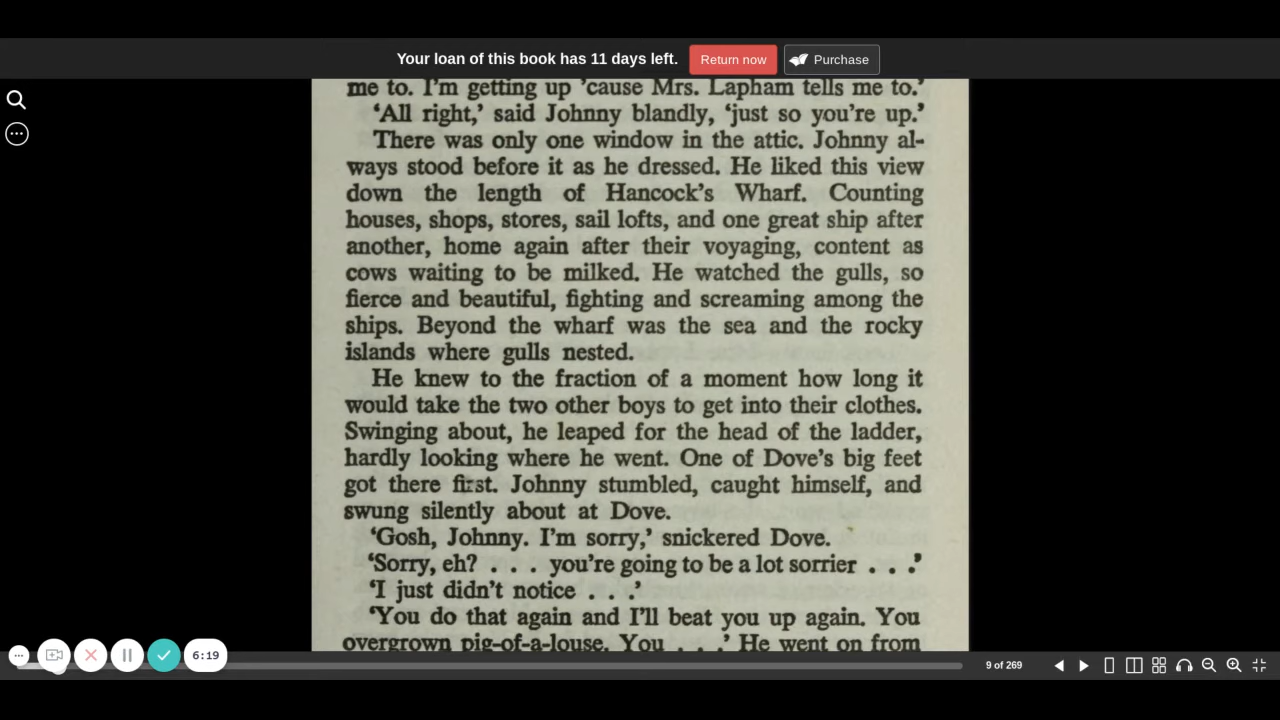 Your loan of this book has 11 days left. Return now Purchase
me to. I'm getting up 'cause Mrs. Lapham tells me to.'
'All right,' said Johnny blandly, 'just so you're up.'
There was only one window in the attic. Johnny al-
ways stood before it as he dressed. He liked this view
down the length of Hancock's Wharf. Counting
houses, shops, stores, sail lofts, and one great ship after
another, home again after their voyaging, content as
cows waiting to be milked. He watched the gulls, so
fierce and beautiful, fighting and screaming among the
ships. Beyond the wharf was the sea and the rocky
islands where gulls nested.
He knew to the fraction of a moment how long it
would take the two other boys to get into their clothes.
Swinging about, he leaped for the head of the ladder,
hardly looking where he went. One of Dove's big feet
got there first. Johnny stumbled, caught himself, and
swung silently about at Dove.
'Gosh, Johnny. I'm sorry,' snickered Dove.
'Sorry, eh? . . . you're going to be a lot sorrier . . .'
'I just didn't notice . . .'
'You do that again and I'll beat you up again. You
overgrown pig-of-a-louse. You . . .' He went on from
6:19
9 of 269